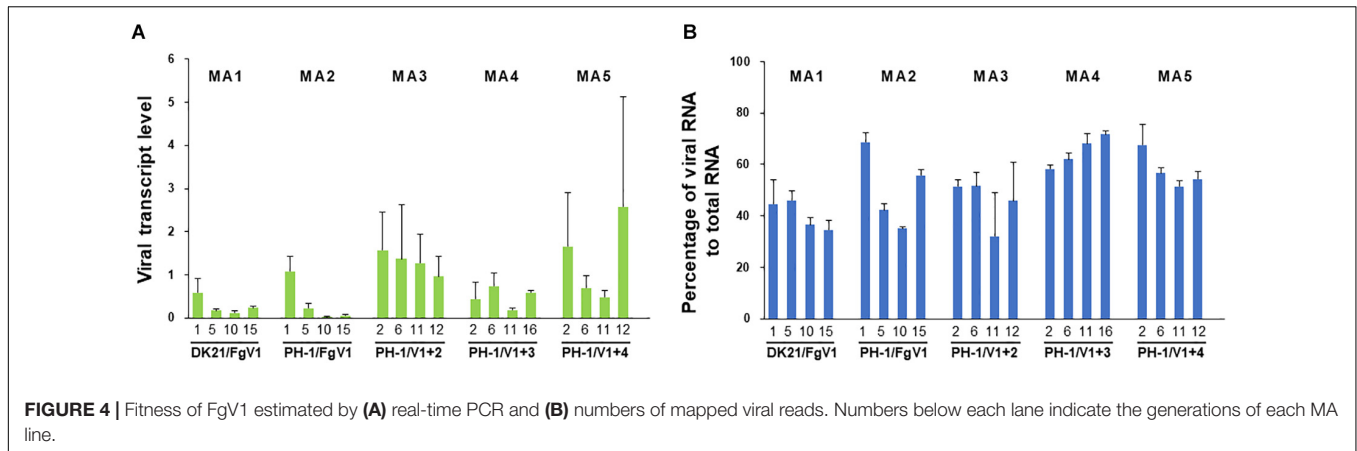 A
Viral transcript level
6
5
4
3
2
1
0
MA1 MA2 MA3 MA4 MA5
1 5 10 15 1 5 10 15 2 6 11 12 2 6 11 16 2 6 11 12
DK21/FgV1 PH-1/FgV1 PH-1/V1+2 PH-1/V1+3 PH-1/V1+4
B
Percentage of viral RNA
to total RNA
100
80
60
40
20
0
MA1 MA2 MA3 MA4 MA5
1 5 10 15 1 5 10 15 2 6 11 12 2 6 11 16 2 6 11 12
DK21/FgV1 PH-1/FgV1 PH-1/V1+2 PH-1/V1+3 PH-1/V1+4
FIGURE 4 | Fitness of FgV1 estimated by (A) real-time PCR and (B) numbers of mapped viral reads. Numbers below each lane indicate the generations of each MA
line.